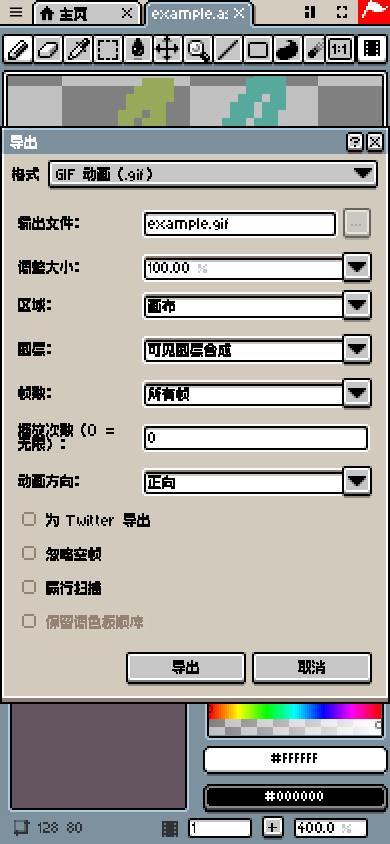 主页
example.a
1:1
导出
?
格式 GIF 动画 (.gif)
输出文件: example.gif ...
调整大小: 100.00 %
区域: 画布
图层: 可见图层合成
帧数: 所有帧
播放次数 (0 =
无限) : 0
动画方向: 正向
为 Twitter 导出
忽略空帧
隔行扫描
保留调色板顺序
导出 取消
#FFFFFF
#000000
128 80 1 + 400.0 %